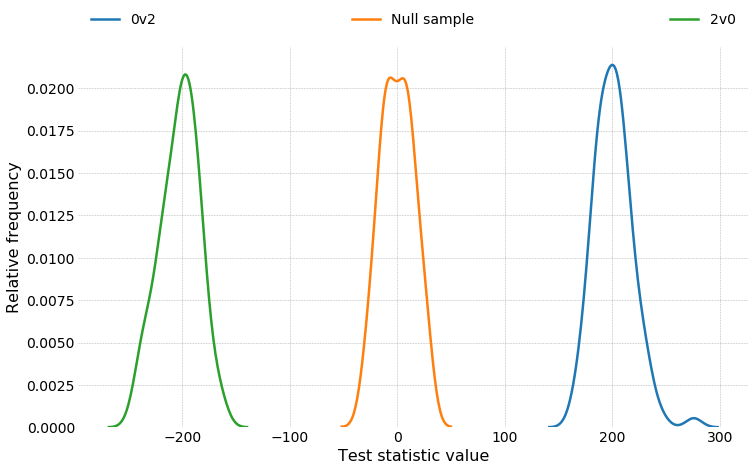 0v2 Null sample 2v0
0.0200
0.0175
0.0150
0.0125
0.0100
0.0075
0.0050
0.0025
0.0000
Relative frequency
−200 −100 0 100 200 300
Test statistic value